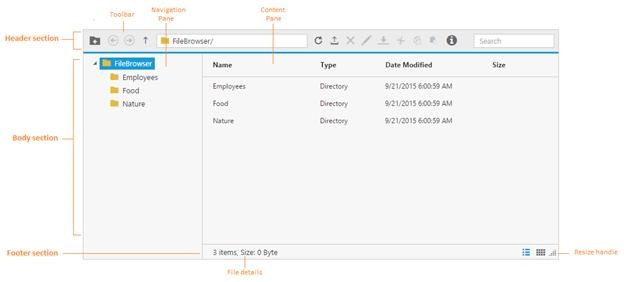 Toolbar
Navigation
Pane
Content
Pane
Header section
FileBrowser/
Search
FileBrowser
Employees
Food
Nature
Name Type Date Modified Size
Employees Directory 9/21/2015 6:00:59 AM
Food Directory 9/21/2015 6:00:59 AM
Nature Directory 9/21/2015 6:00:59 AM
Body section
Footer section
3 items, Size: 0 Byte
Resize handle
File details